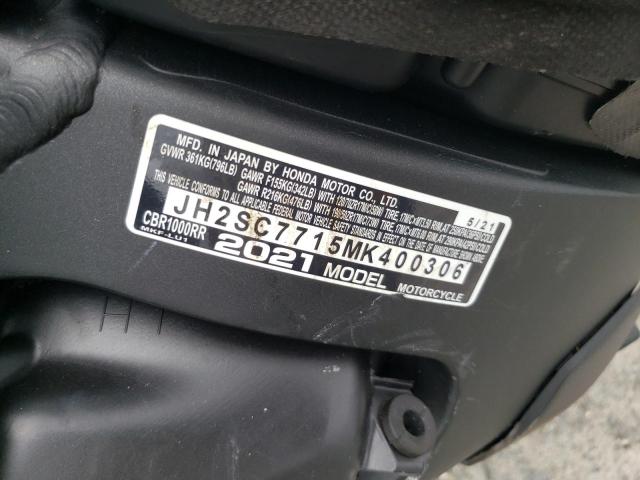 MFD. IN JAPAN BY HONDA MOTOR CO., LTD. 5/21
GVWR 361KG(796LB) GAWR F155KG(342LB) WITH
GAWR R216KG(476LB) WITH
THIS VEHICLE CONFORMS TO ALL APPLICABLE FEDERAL MOTOR VEHICLE SAFETY STANDARDS IN EFFECT ON THE DATE OF MANUFACTURE SHOWN ABOVE.
JH2SC7715MK400306
CBR1000RR
MKF-LU1
2021 MODEL MOTORCYCLE